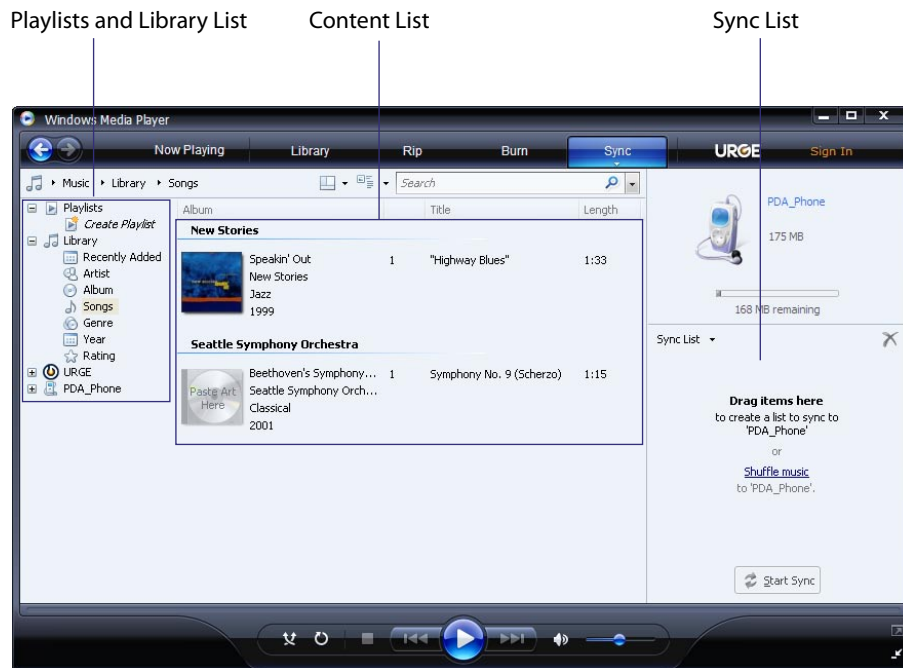 Playlists and Library List
Content List
Sync List
Windows Media Player
Now Playing
Library
Rip
Burn
Sync
URGE
Sign In
Music
Library
Songs
Search
Playlists
Create Playlist
Library
Recently Added
Artist
Album
Songs
Genre
Year
Rating
URGE
PDA_Phone
Album
Title
Length
New Stories
Speakin' Out
1
"Highway Blues"
1:33
New Stories
Jazz
1999
Seattle Symphony Orchestra
Paste Art
Here
Beethoven's Symphony...
1
Symphony No. 9 (Scherzo)
1:15
Seattle Symphony Orch...
Classical
2001
PDA_Phone
175 MB
168 MB remaining
Sync List
Drag items here
to create a list to sync to
'PDA_Phone'
or
Shuffle music
to 'PDA_Phone'.
Start Sync